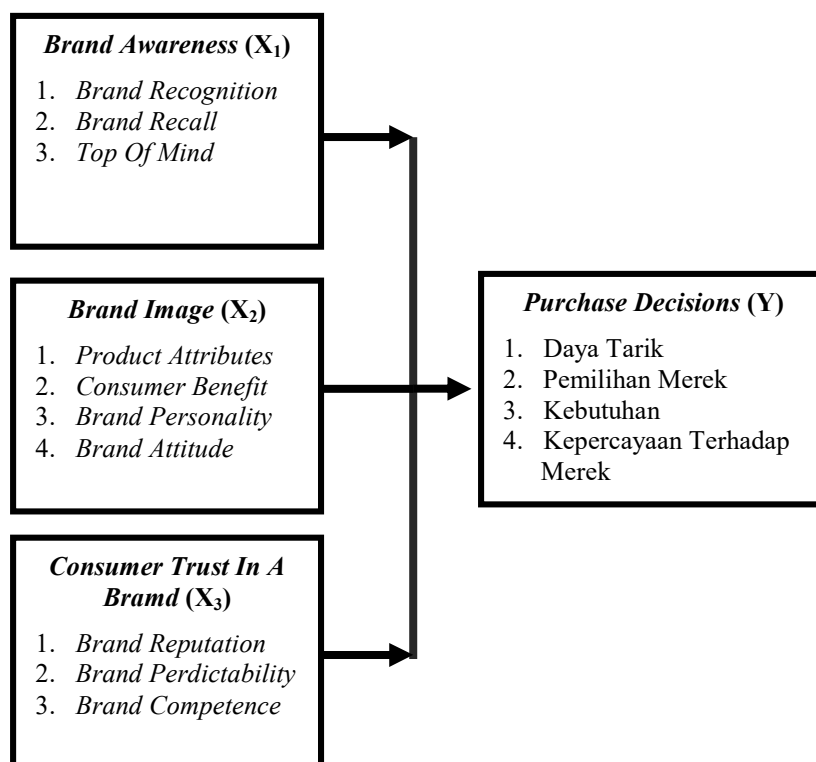 Brand Awareness (X₁)
1. Brand Recognition
2. Brand Recall
3. Top Of Mind
Brand Image (X₂)
1. Product Attributes
2. Consumer Benefit
3. Brand Personality
4. Brand Attitude
Consumer Trust In A
Bramd (X₃)
1. Brand Reputation
2. Brand Perdictability
3. Brand Competence
Purchase Decisions (Y)
1. Daya Tarik
2. Pemilihan Merek
3. Kebutuhan
4. Kepercayaan Terhadap
Merek